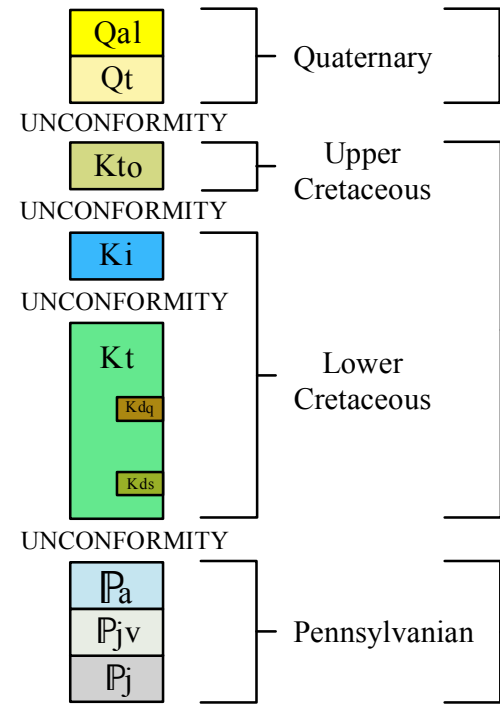 Qal
Qt
Quaternary
UNCONFORMITY
Kto
Upper
Cretaceous
UNCONFORMITY
Ki
UNCONFORMITY
Kt
Kdq
Kds
Lower
Cretaceous
UNCONFORMITY
ℙa
ℙjv
ℙj
Pennsylvanian